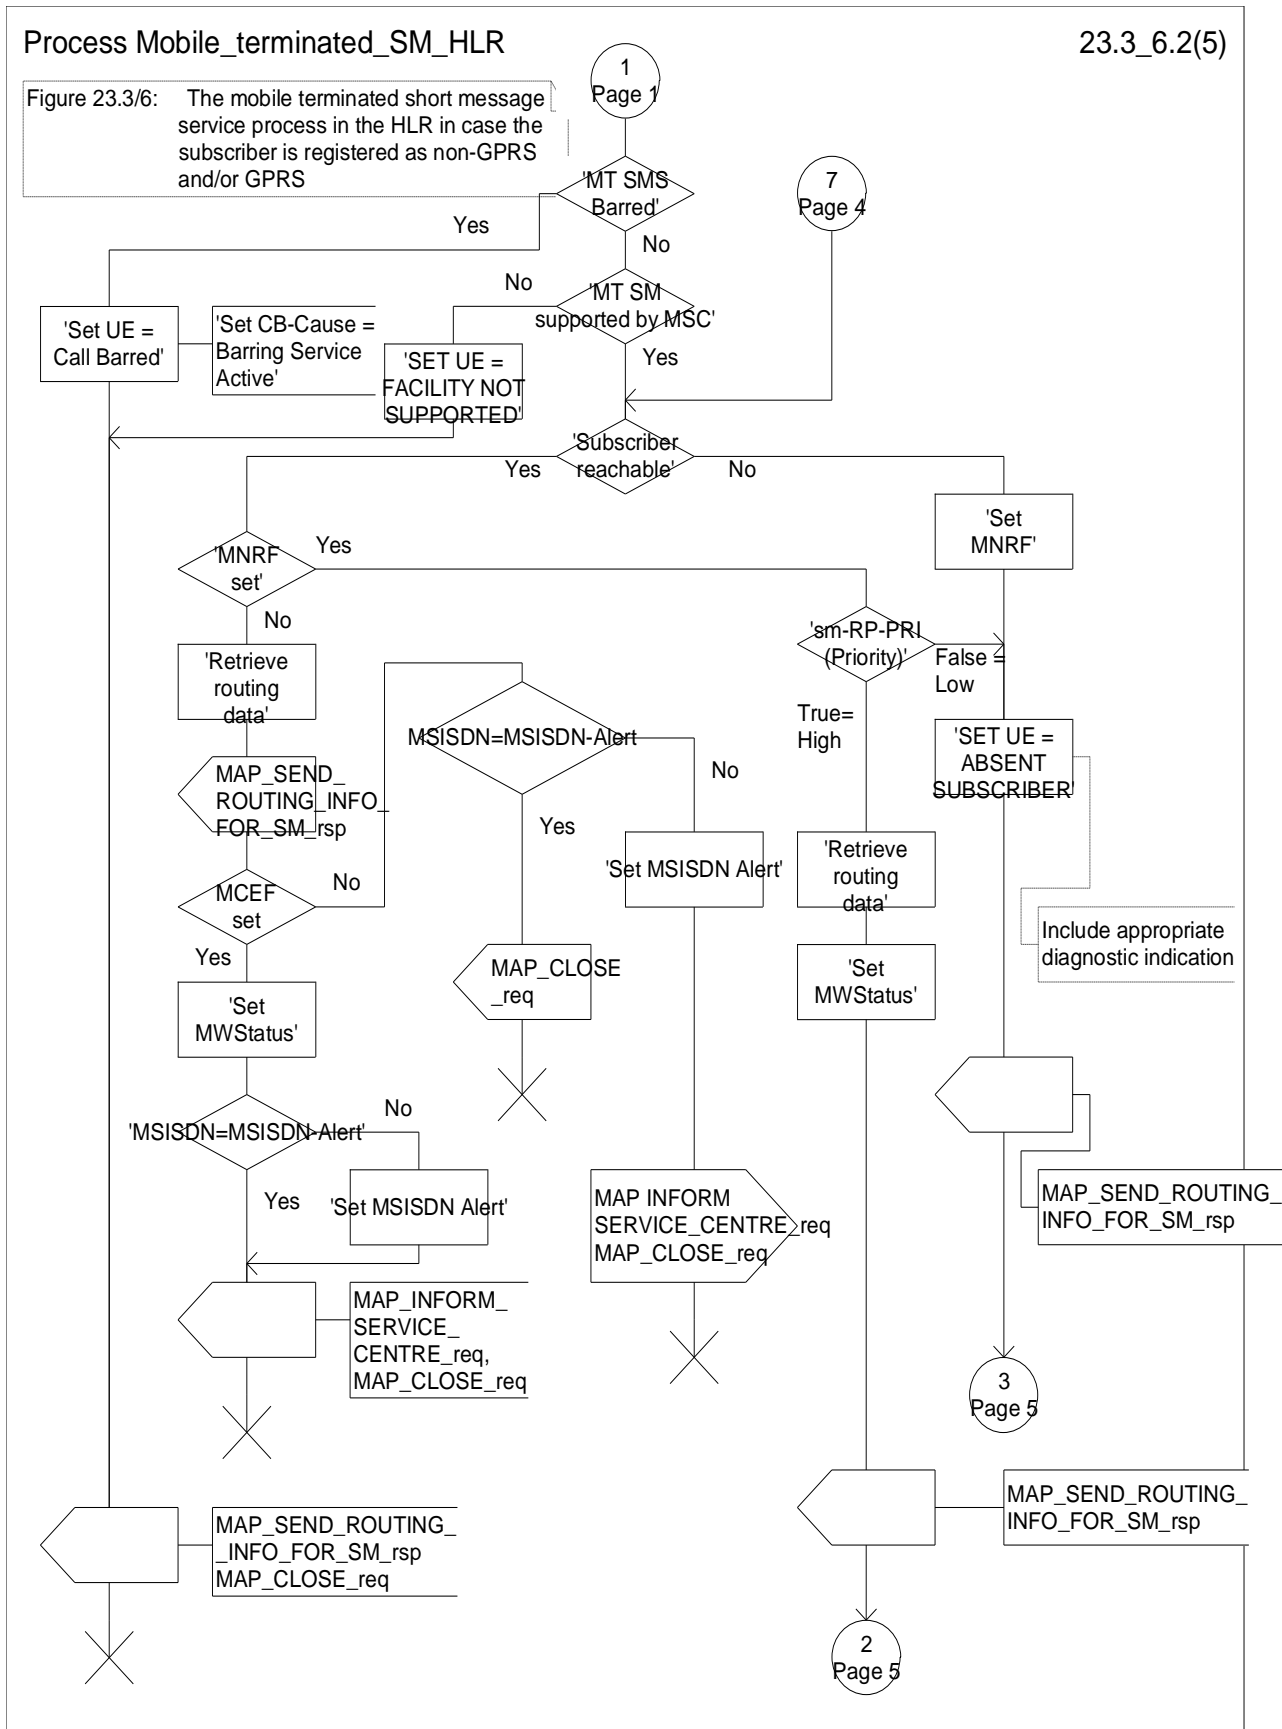 Process Mobile_terminated_SM_HLR
23.3_6.2(5)
Figure 23.3/6: The mobile terminated short message
service process in the HLR in case the
subscriber is registered as non-GPRS
and/or GPRS
1
Page 1
'MT SMS
Barred'
7
Page 4
Yes
No
No
'MT SM
supported by MSC'
'Set UE =
Call Barred'
'Set CB-Cause =
Barring Service
Active'
'SET UE =
FACILITY NOT
SUPPORTED'
Yes
'Subscriber
reachable'
Yes
No
'Set
MNRF'
'MNRF
set'
Yes
No
'sm-RP-PRI
(Priority)'
False =
Low
True=
High
'Retrieve
routing
data'
MSISDN=MSISDN-Alert
No
Yes
'SET UE =
ABSENT
SUBSCRIBER'
MAP_SEND_
ROUTING_INFO_
FOR_SM_rsp
'Set MSISDN Alert'
'Retrieve
routing
data'
MCEF
set
No
Yes
Include appropriate
diagnostic indication
MAP_CLOSE
_req
'Set
MWStatus'
'Set
MWStatus'
'MSISDN=MSISDN-Alert'
No
Yes
'Set MSISDN Alert'
MAP INFORM
SERVICE_CENTRE_req
MAP_CLOSE_req
MAP_SEND_ROUTING_
INFO_FOR_SM_rsp
MAP_INFORM_
SERVICE_
CENTRE_req,
MAP_CLOSE_req
3
Page 5
MAP_SEND_ROUTING_
_INFO_FOR_SM_rsp
MAP_CLOSE_req
MAP_SEND_ROUTING_
INFO_FOR_SM_rsp
2
Page 5